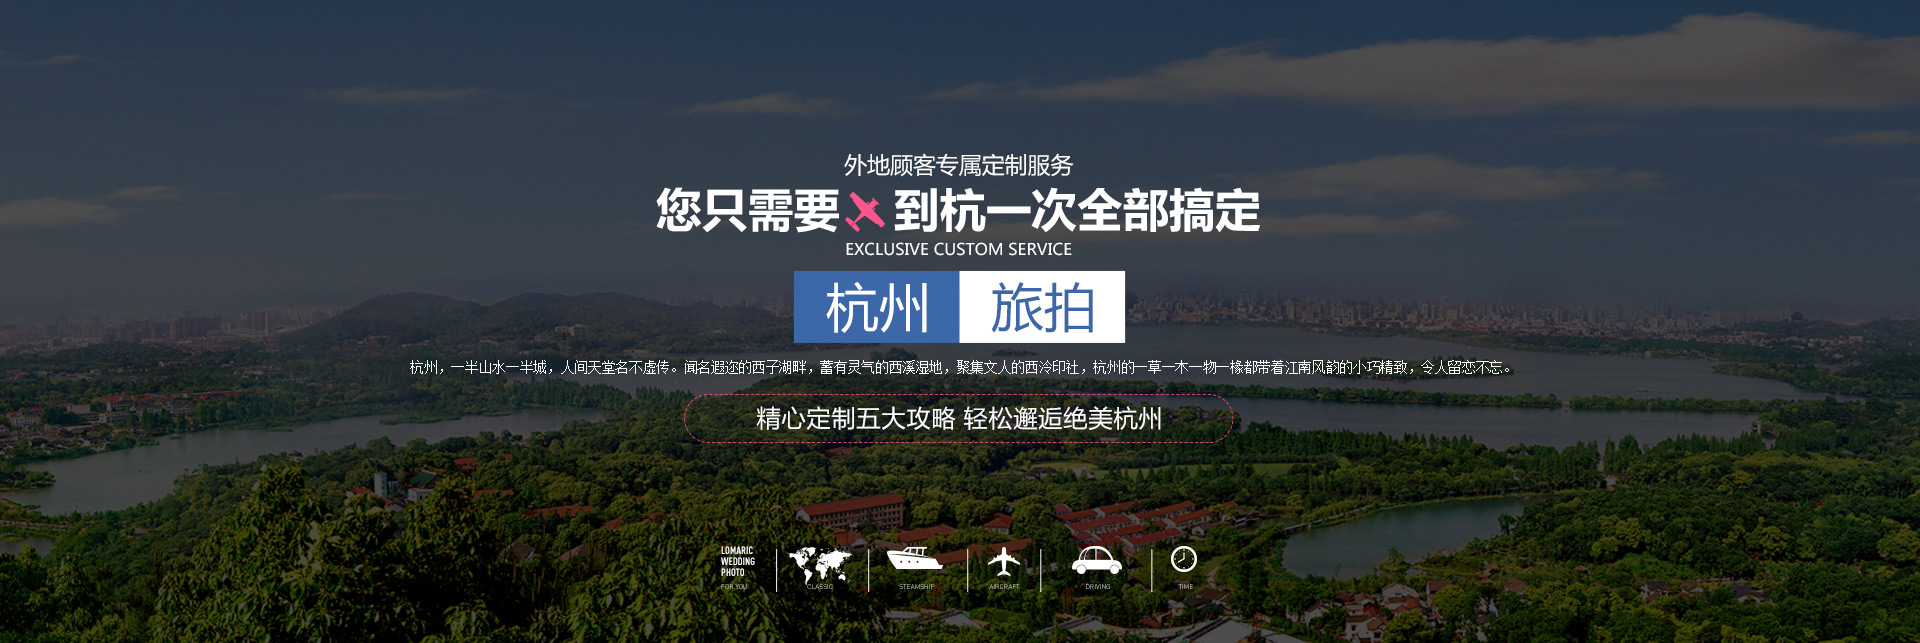 外地顾客专属定制服务
您只需要到杭一次全部搞定
EXCLUSIVE CUSTOM SERVICE
杭州 旅拍
杭州，一半山水一半城，人间天堂名不虚传。闻名遐迩的西子湖畔，蓄有灵气的西溪湿地，聚集文人的西泠印社，杭州的一草一木一物一椽都带着江南风韵的小巧精致，令人留恋不忘。
精心定制五大攻略 轻松邂逅绝美杭州
LOMARIC
WEDDING
PHOTO
FOR YOU
CLASSIC
STEAMSHIP
AIRCRAFT
DRIVING
TIME